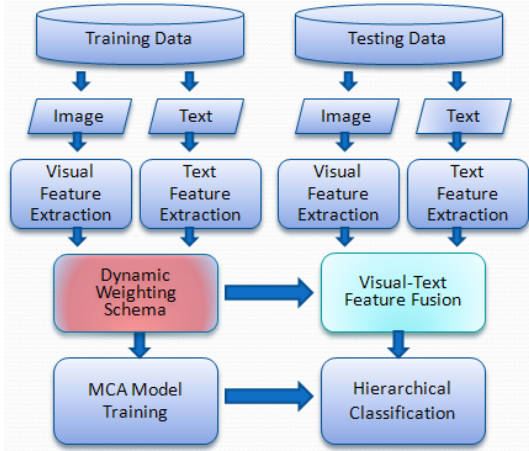 Training Data
Testing Data
Image
Text
Image
Text
Visual
Feature
Extraction
Text
Feature
Extraction
Visual
Feature
Extraction
Text
Feature
Extraction
Dynamic
Weighting
Schema
Visual-Text
Feature Fusion
MCA Model
Training
Hierarchical
Classification